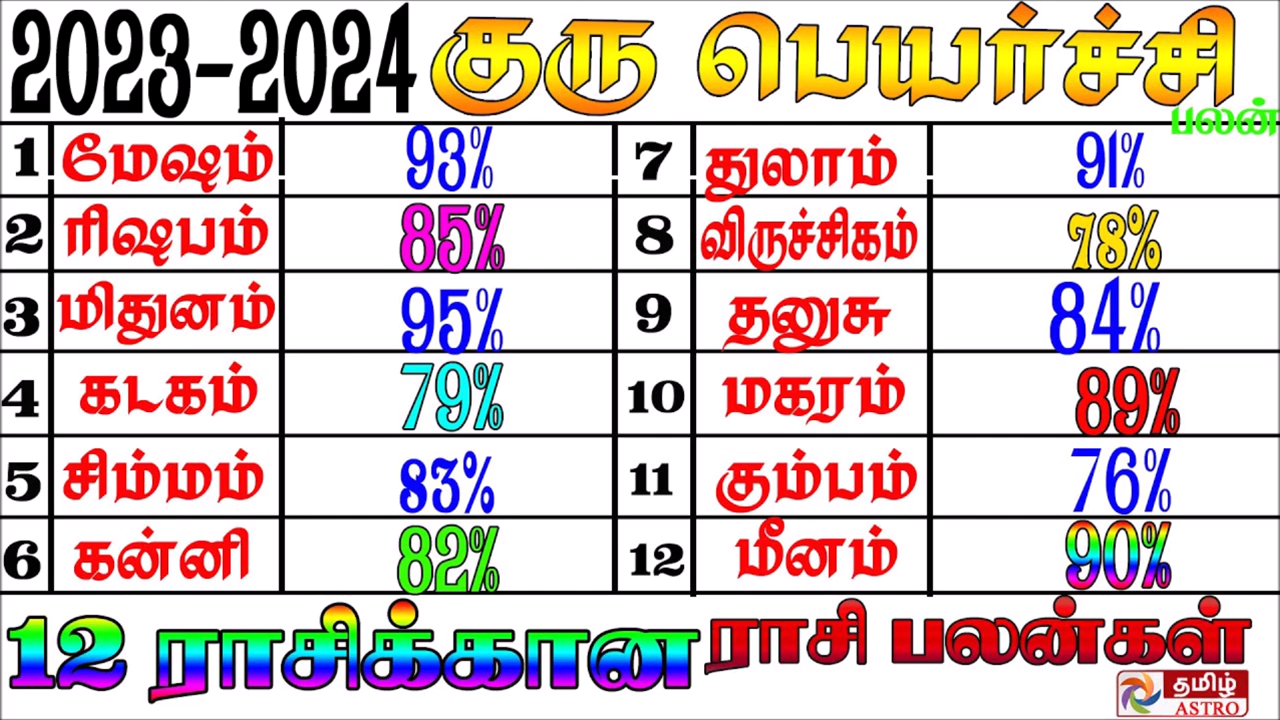 2023-2024 குரு பெயர்ச்சி
பலன்
1 மேஷம் 93% 7 துலாம் 91%
2 ரிஷபம் 85% 8 விருச்சிகம் 78%
3 மிதுனம் 95% 9 தனுசு 84%
4 கடகம் 79% 10 மகரம் 89%
5 சிம்மம் 83% 11 கும்பம் 76%
6 கன்னி 82% 12 மீனம் 90%
12 ராசிக்கான ராசி பலன்கள்
தமிழ்
ASTRO